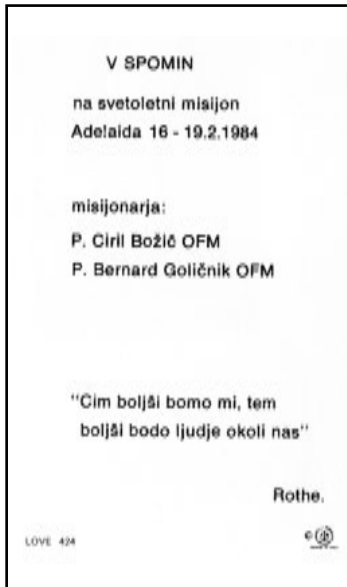 V SPOMIN
na svetoletni misijon
Adelaida 16 - 19.2.1984
misijonarja:
P. Ciril Božič OFM
P. Bernard Goličnik OFM
"Čim boljši bomo mi, tem
boljši bodo ljudje okoli nas"
Rothe.
LOVE 424
©